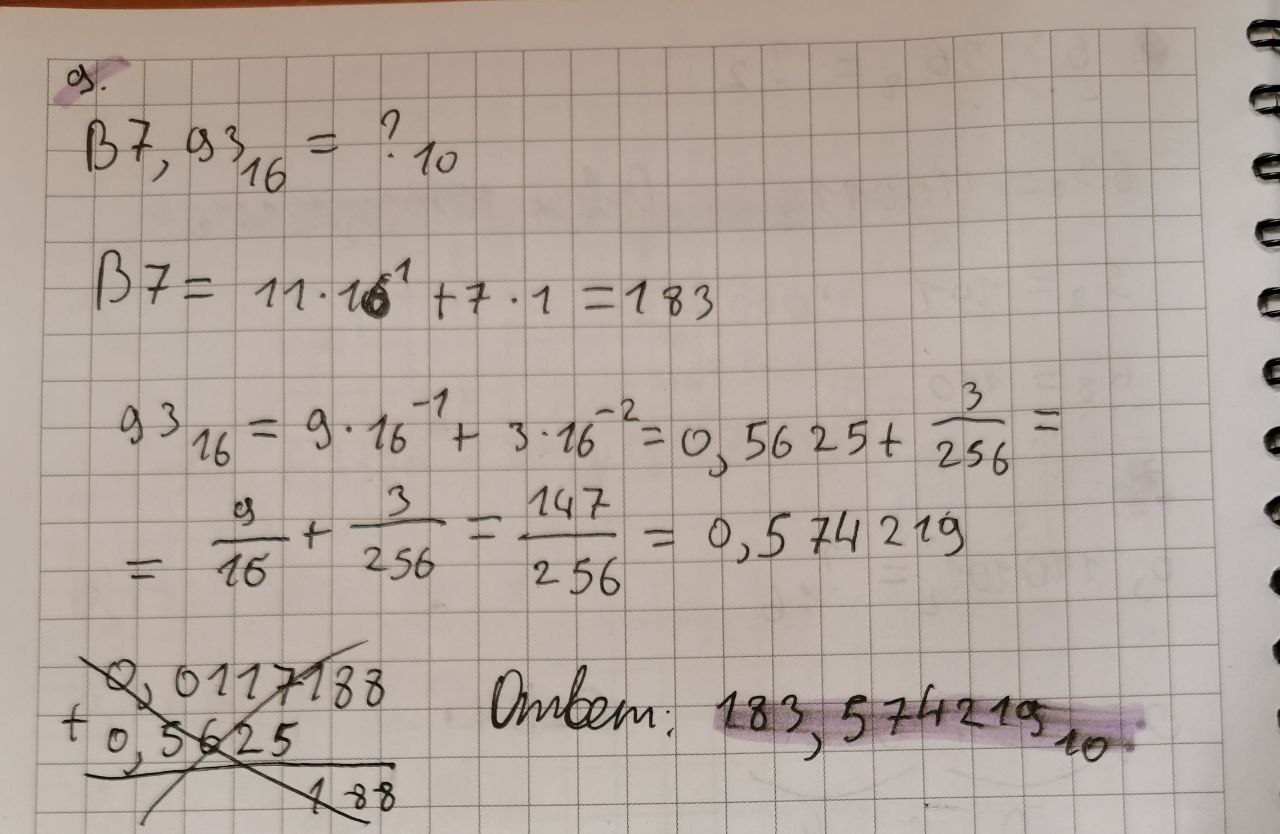 9.
B7,93₁₆ = ?₁₀
B7 = 11·16¹ + 7·1 = 183
93₁₆ = 9·16⁻¹ + 3·16⁻² = 0,5625 + 3/256 =
= 9/16 + 3/256 = 147/256 = 0,574219
0,0117188
+ 0,5625
188
Ответ: 183,574219₁₀